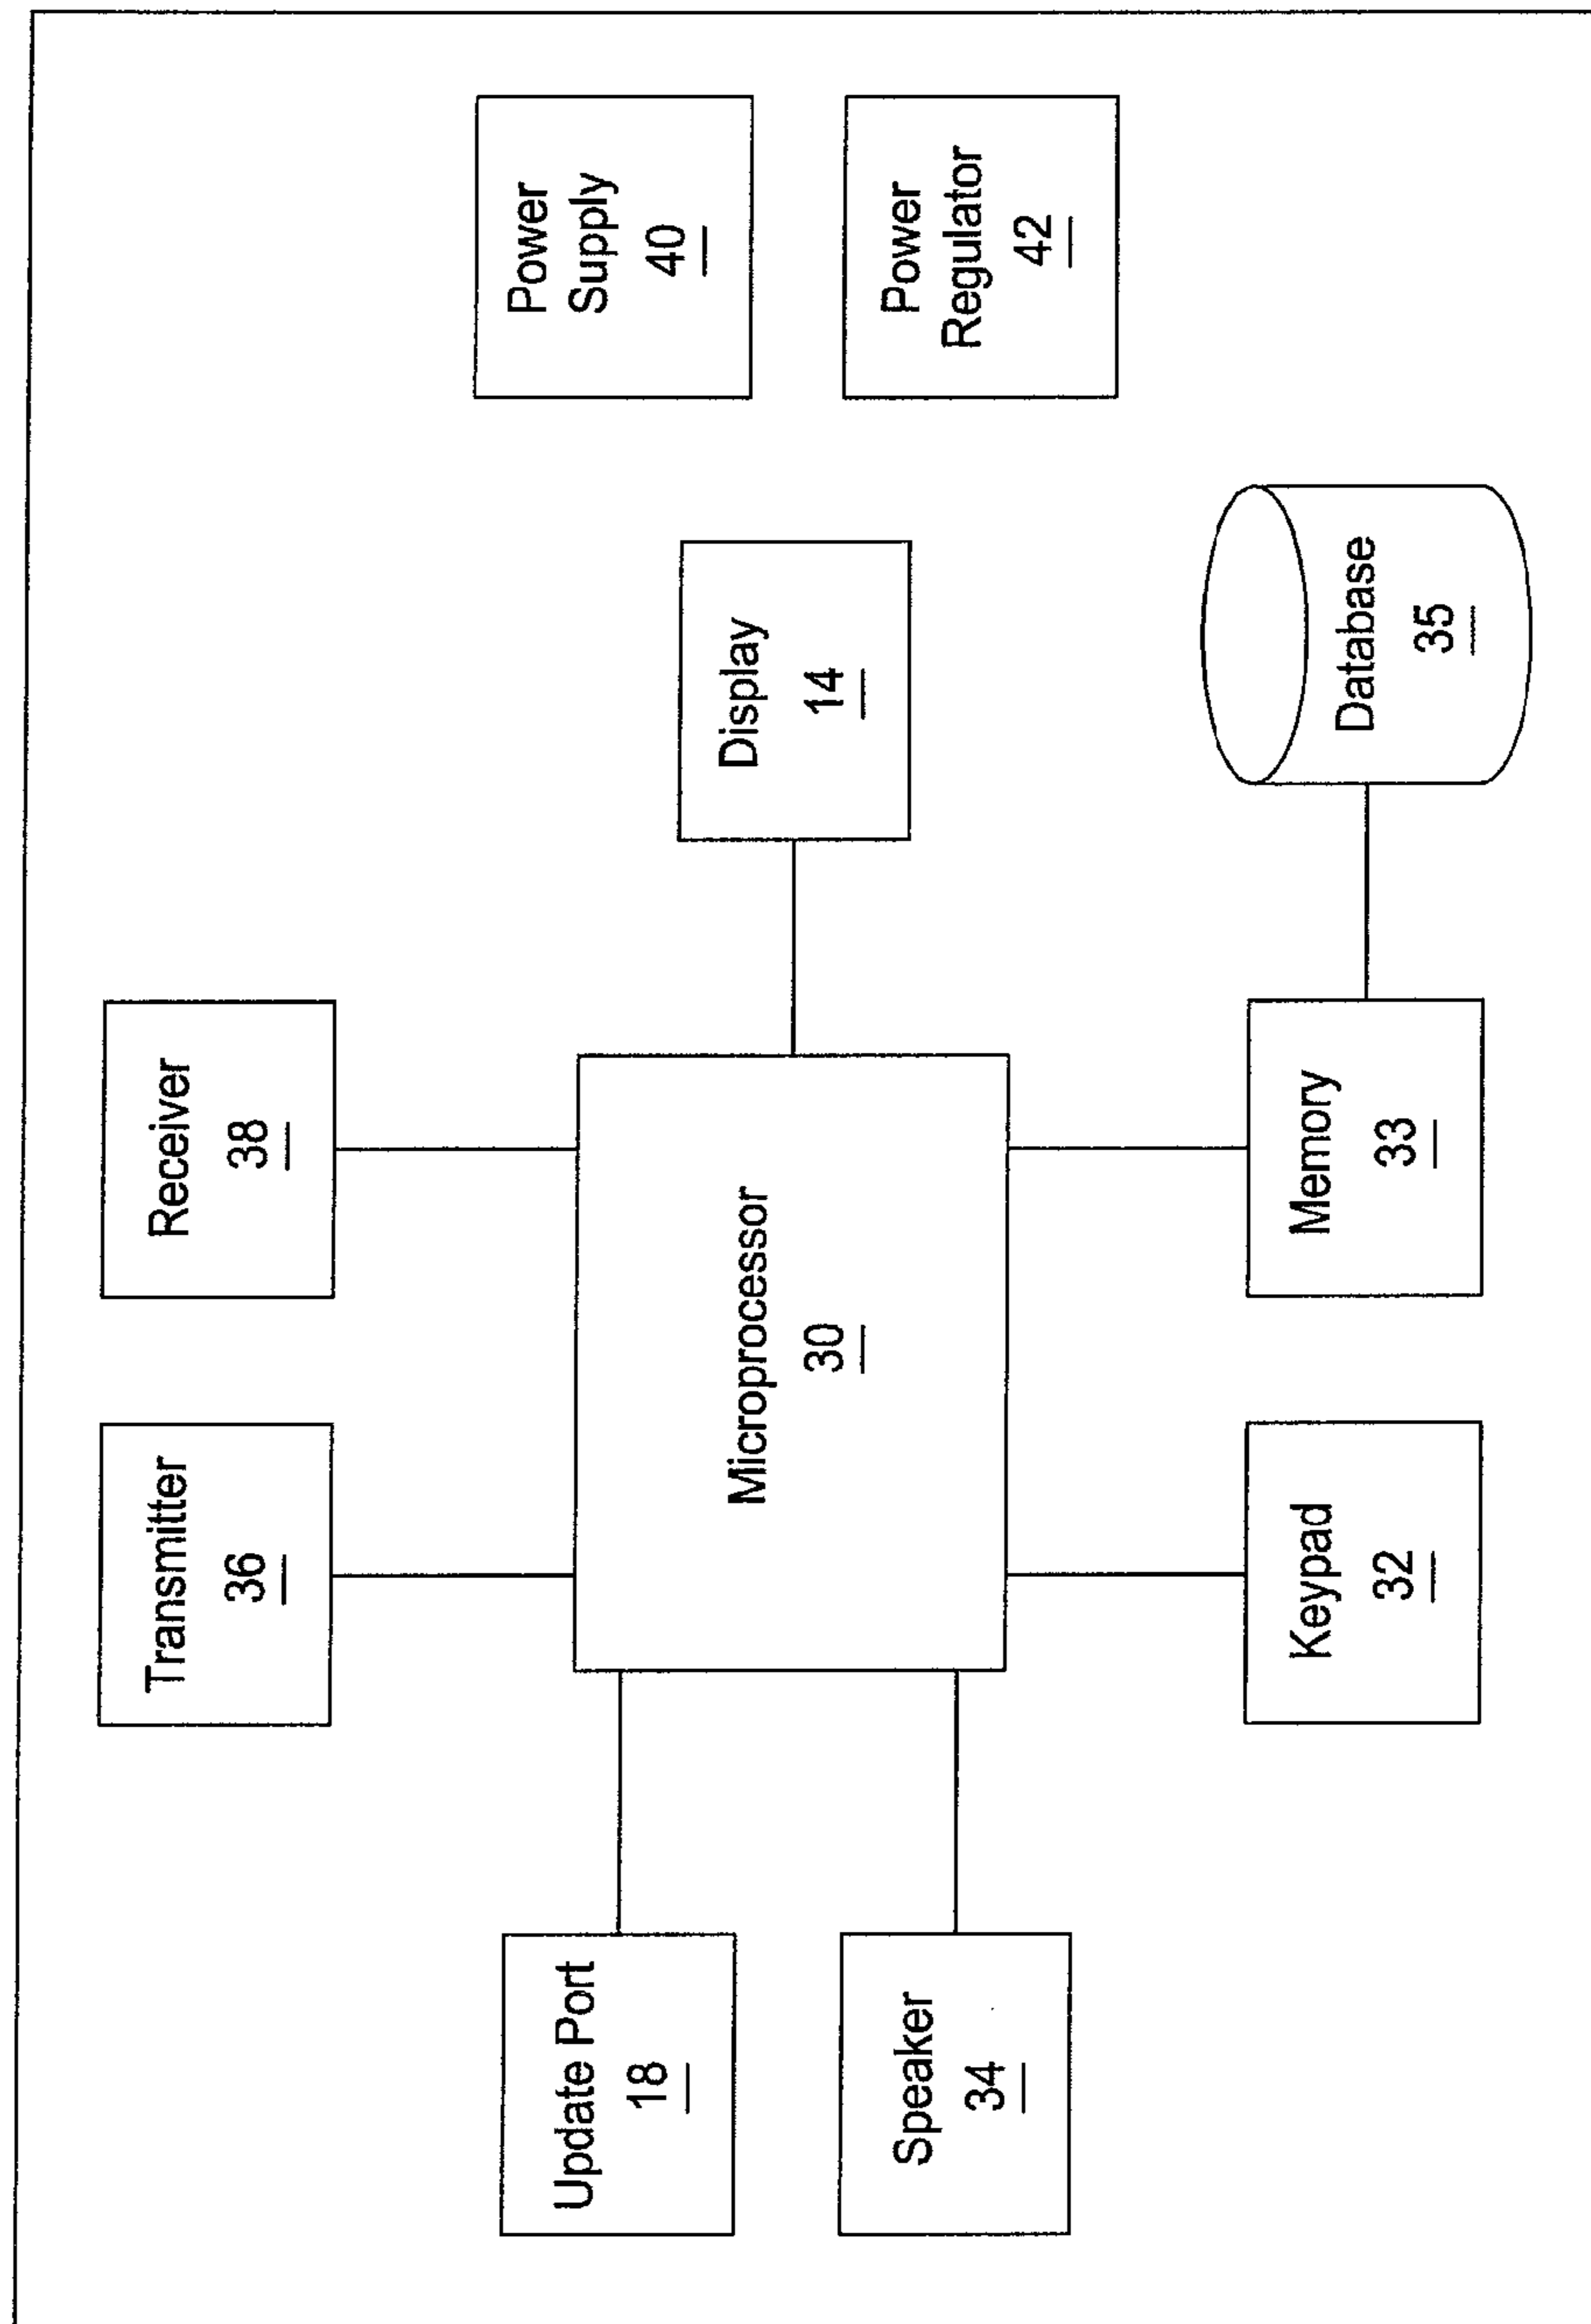 Transmitter
36
Receiver
38
Update Port
18
Speaker
34
Microprocessor
30
Display
14
Power
Supply
40
Power
Regulator
42
Keypad
32
Memory
33
Database
35